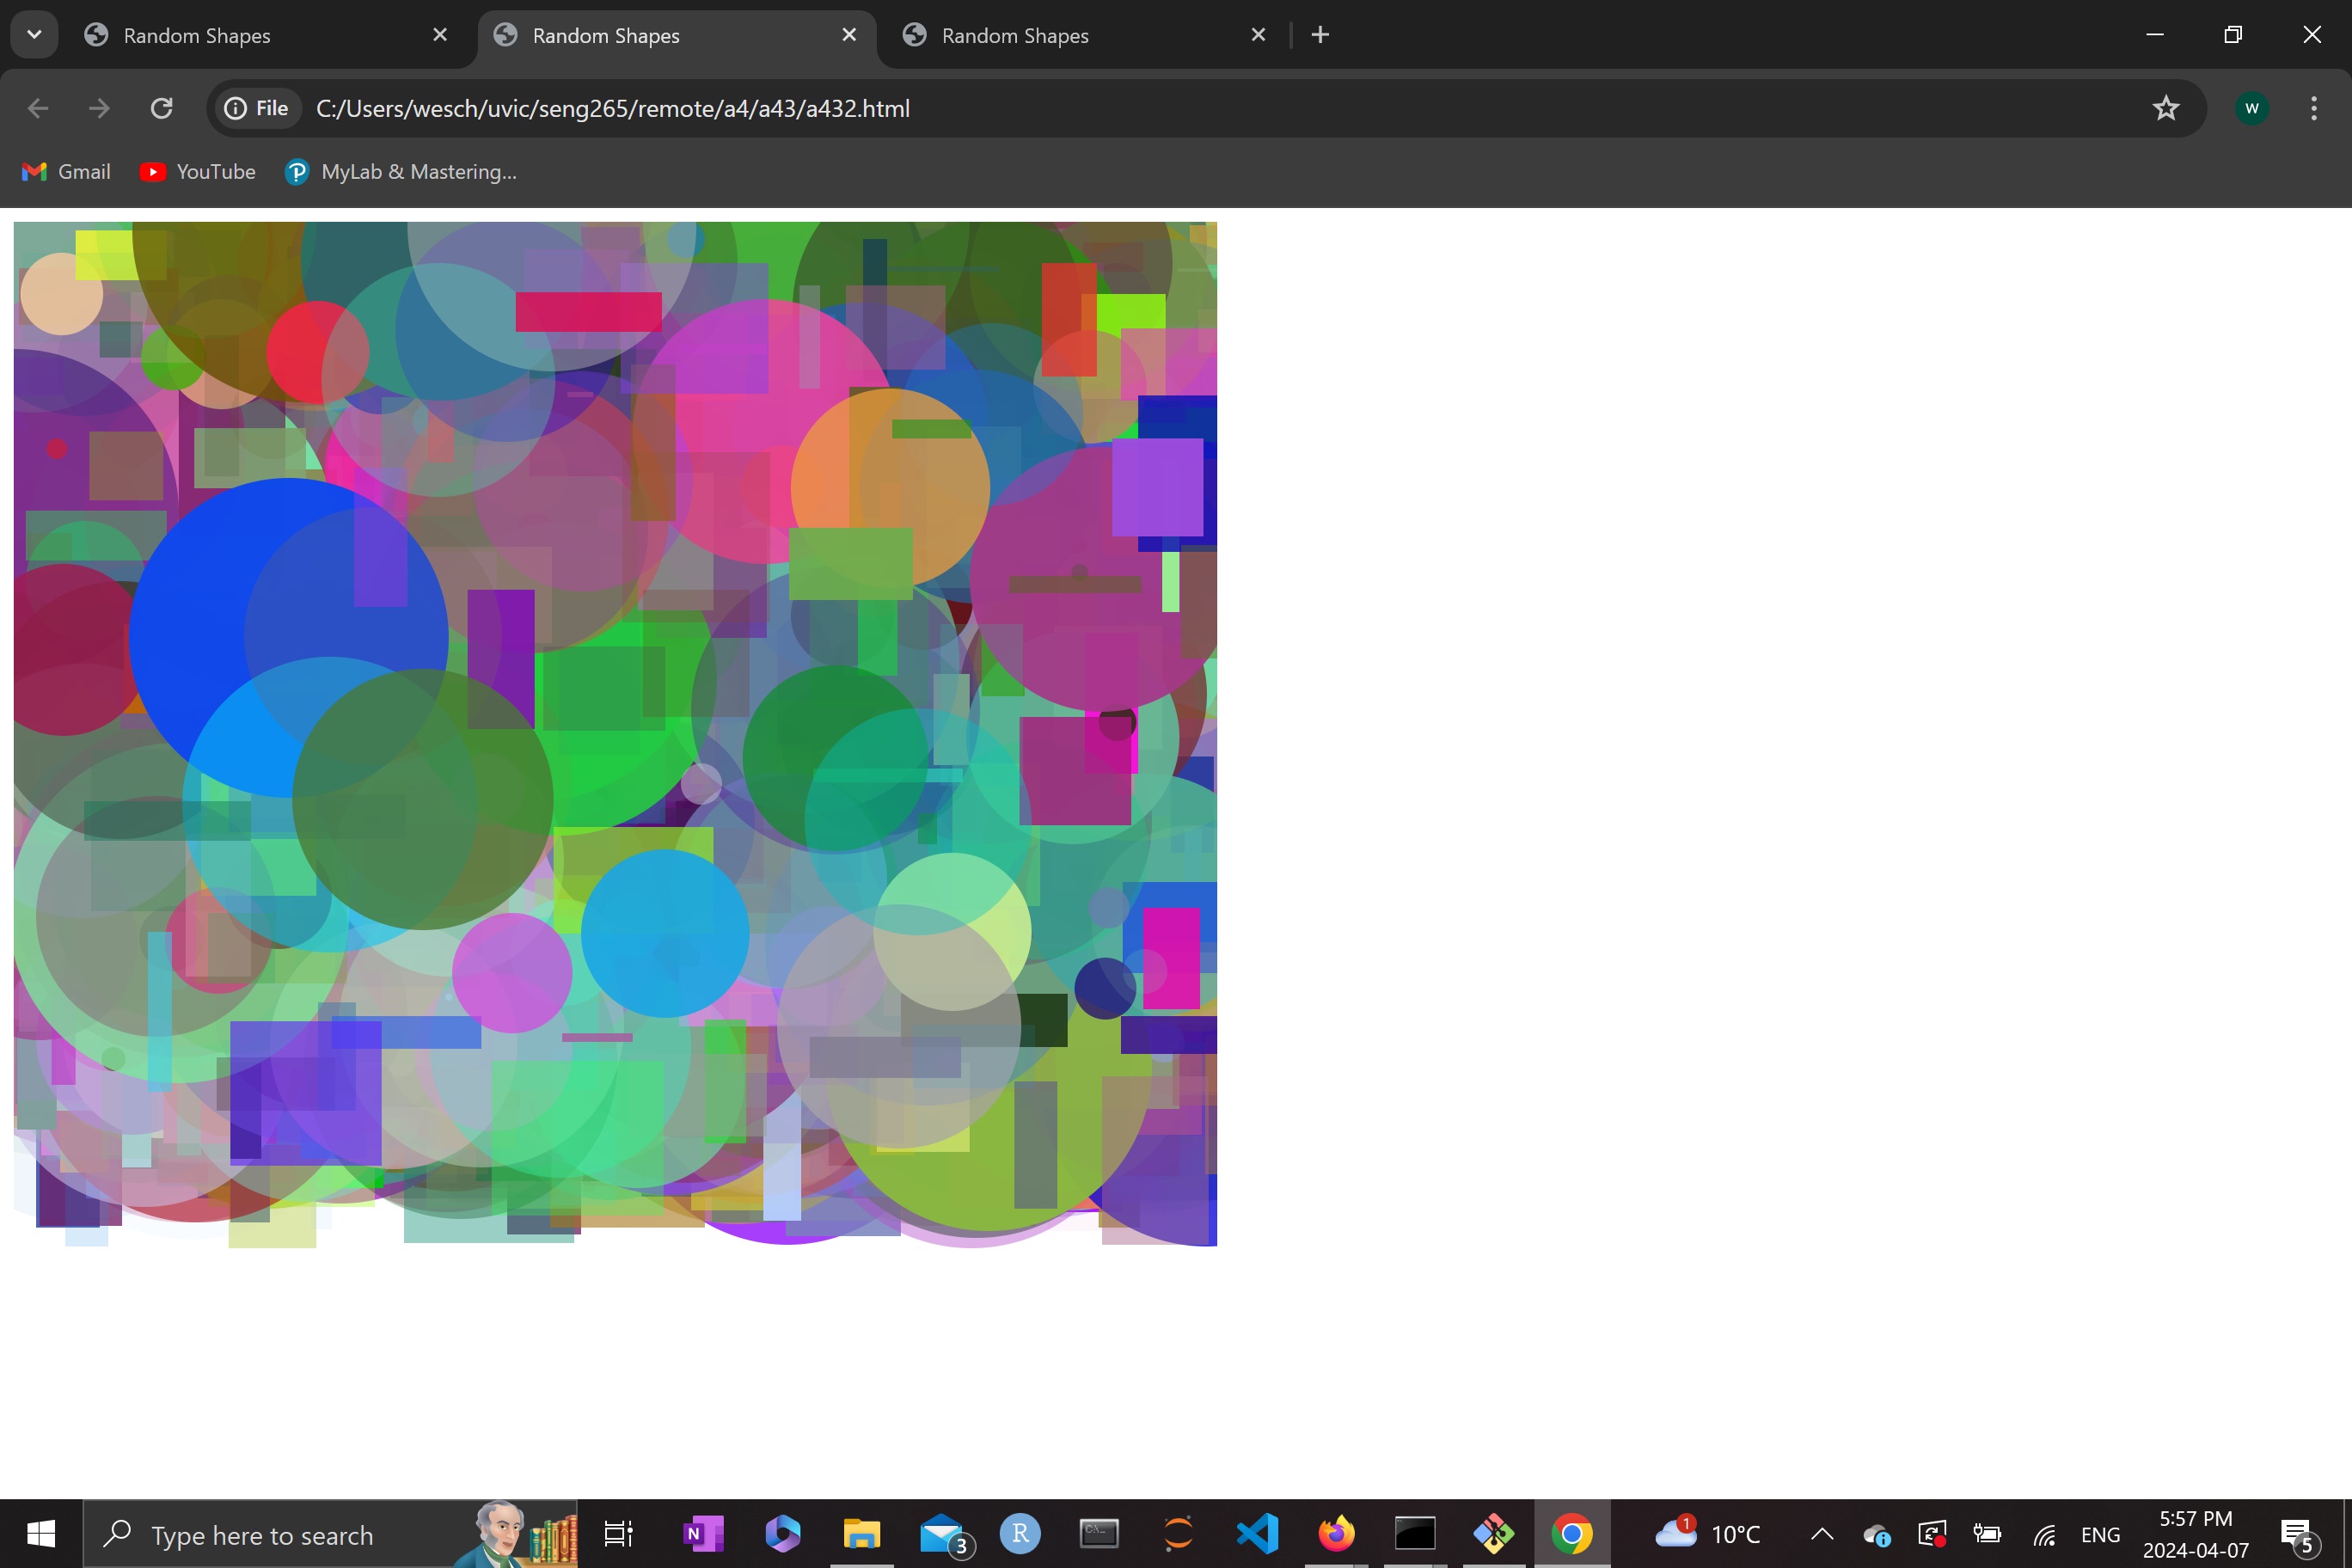 Random Shapes
Random Shapes
Random Shapes
File C:/Users/wesch/uvic/seng265/remote/a4/a43/a432.html
W
Gmail YouTube MyLab & Mastering...
Type here to search
N
3
R
C:\_
1
10°C
ENG
5:57 PM
2024-04-07
5